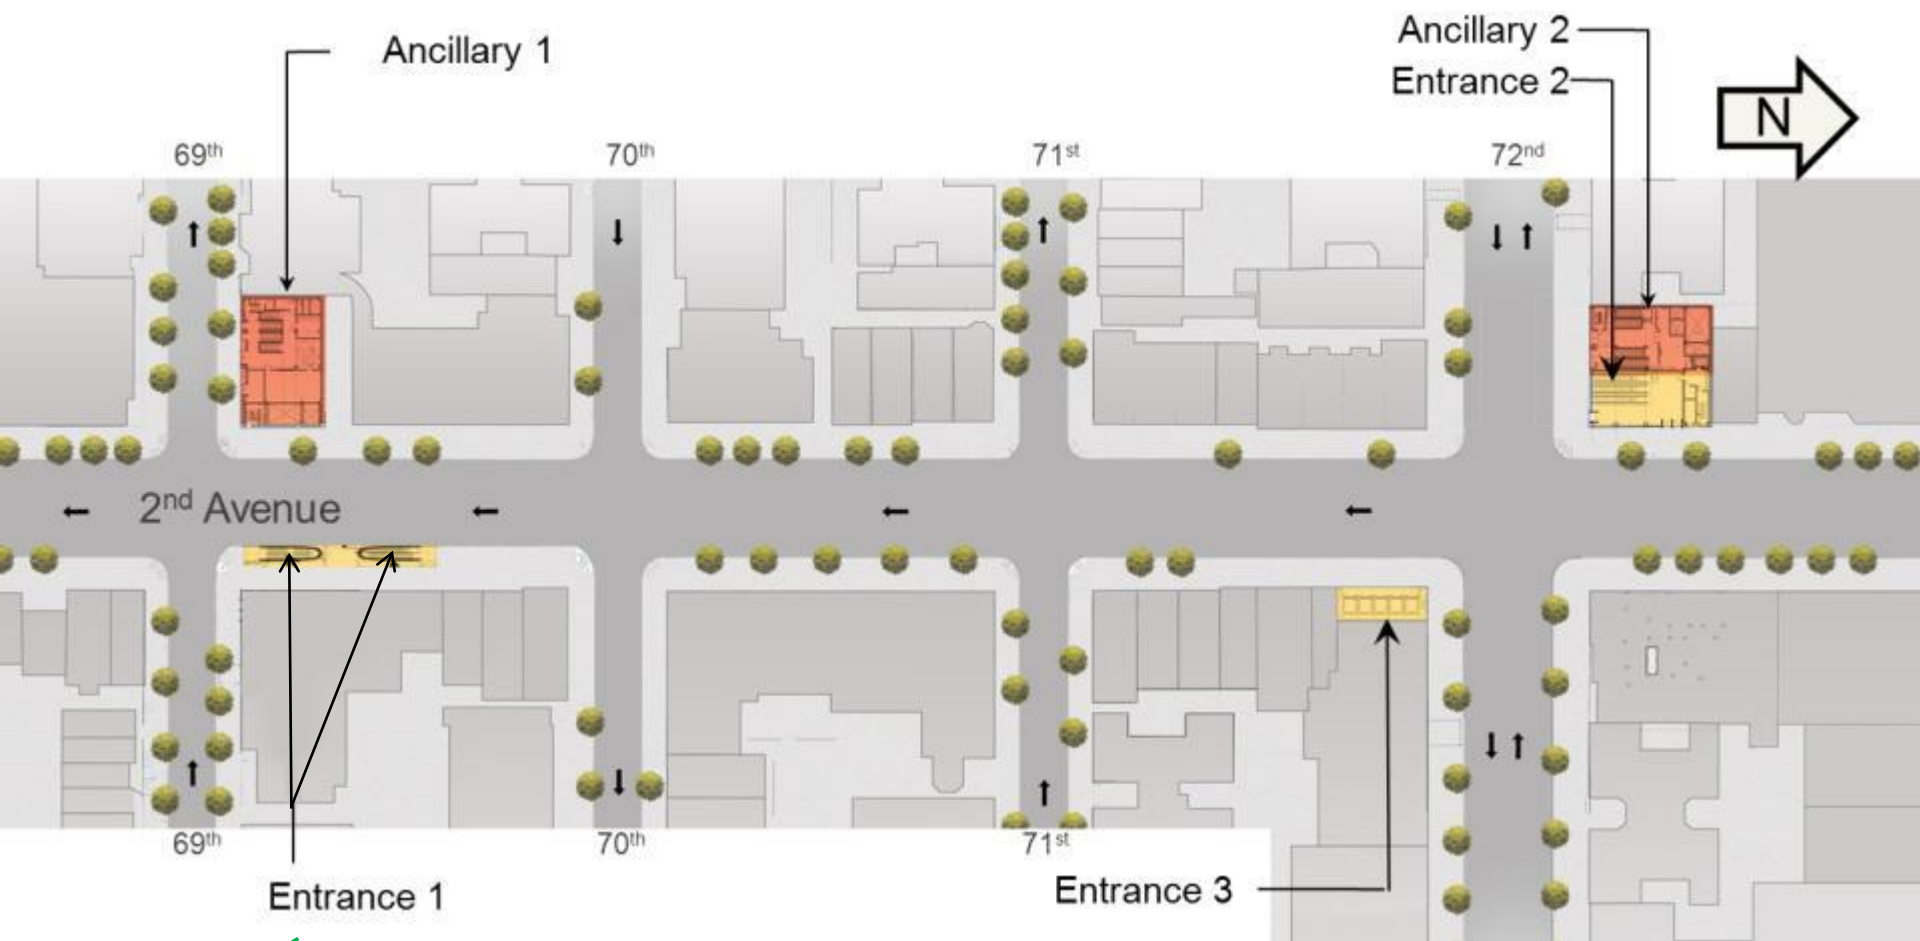 Ancillary 1
Ancillary 2
Entrance 2
N
69th
70th
71st
72nd
2nd Avenue
69th
70th
71st
Entrance 1
Entrance 3